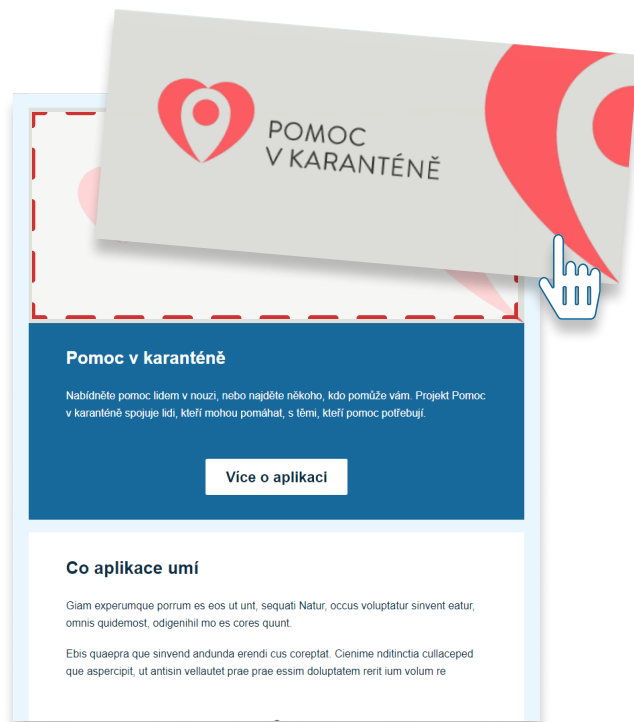 POMOC
V KARANTÉNĚ
Pomoc v karanténě
Nabídněte pomoc lidem v nouzi, nebo najděte někoho, kdo pomůže vám. Projekt Pomoc
v karanténě spojuje lidi, kteří mohou pomáhat, s těmi, kteří pomoc potřebují.
Více o aplikaci
Co aplikace umí
Giam experumque porrum es eos ut unt, sequati Natur, occus voluptatur sinvent eatur,
omnis quidemost, odigenihil mo es cores quunt.
Ebis quaepra que sinvend andunda erendi cus coreptat. Cienime nditinctia cullaceped
que aspercipit, ut antisin vellautet prae prae essim doluptatem rerit ium volum re